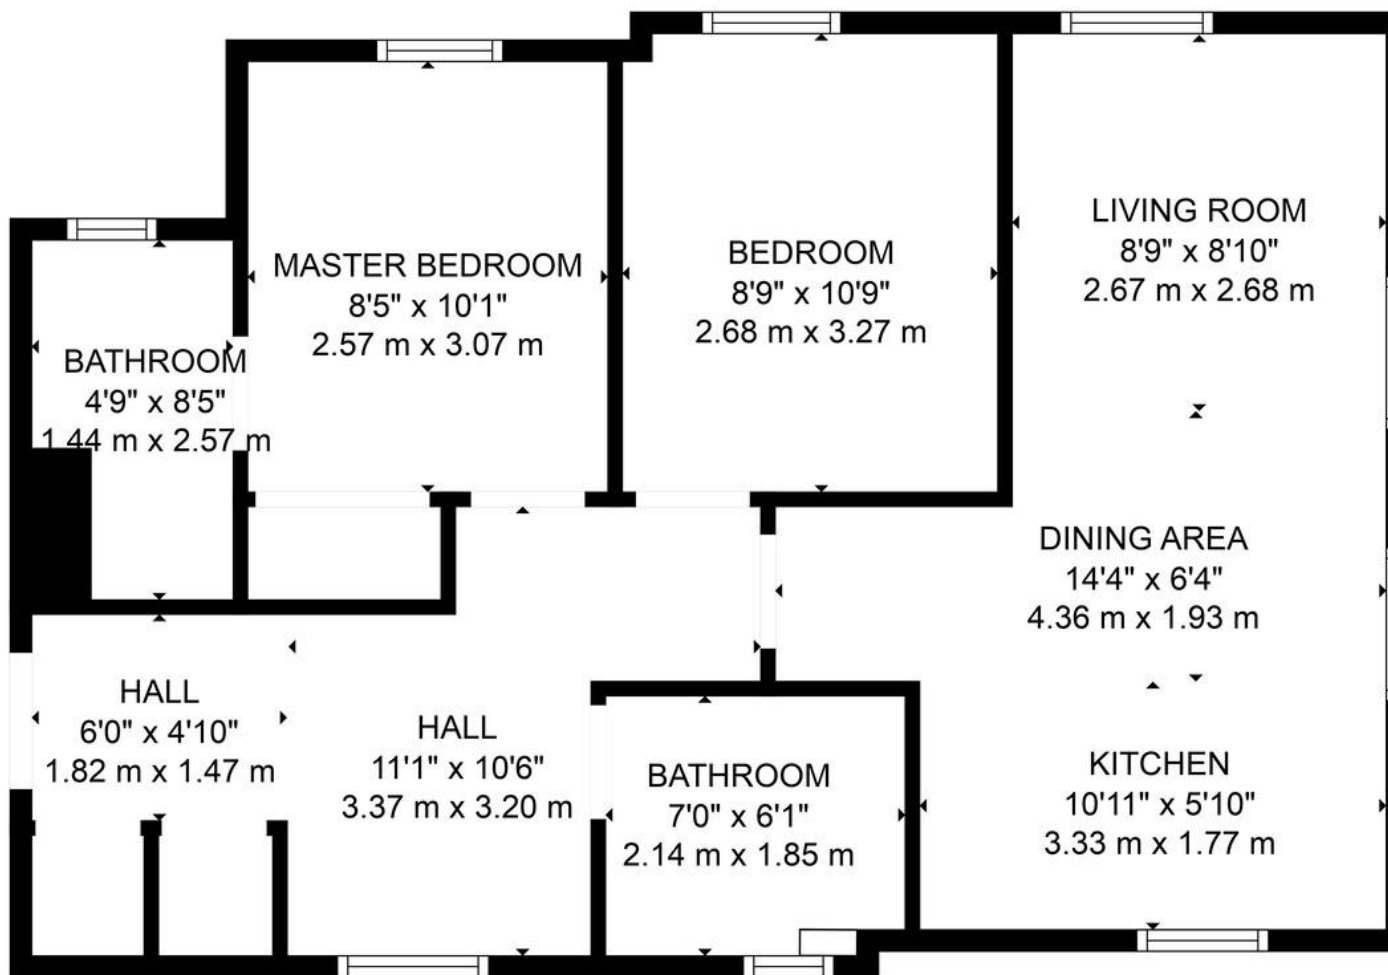 LIVING ROOM
8'9" x 8'10"
2.67 m x 2.68 m
BEDROOM
8'9" x 10'9"
2.68 m x 3.27 m
MASTER BEDROOM
8'5" x 10'1"
2.57 m x 3.07 m
BATHROOM
4'9" x 8'5"
1.44 m x 2.57 m
DINING AREA
14'4" x 6'4"
4.36 m x 1.93 m
HALL
6'0" x 4'10"
1.82 m x 1.47 m
HALL
11'1" x 10'6"
3.37 m x 3.20 m
BATHROOM
7'0" x 6'1"
2.14 m x 1.85 m
KITCHEN
10'11" x 5'10"
3.33 m x 1.77 m